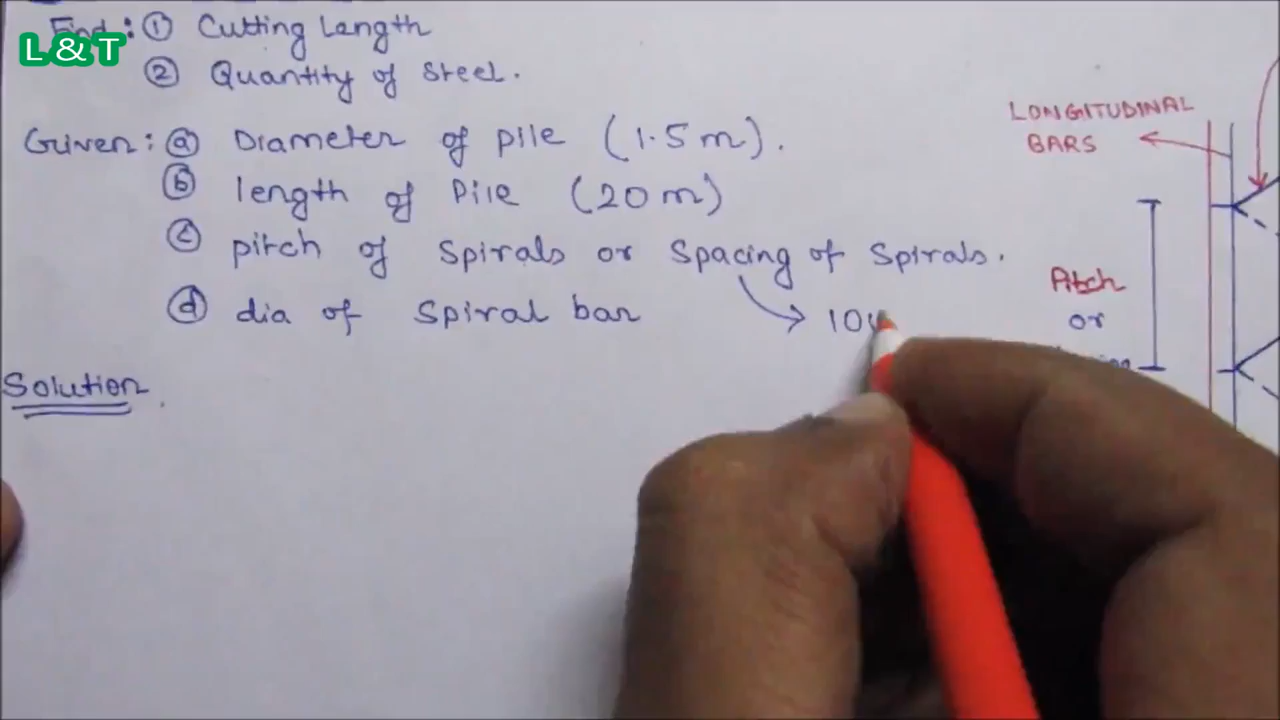 Find: ① Cutting Length
L & T
② Quantity of Steel.
Given: ⓐ Diameter of pile (1.5 m).
ⓑ length of Pile (20 m)
ⓒ pitch of Spirals or Spacing of Spirals.
ⓓ dia of Spiral bar
10
Solution
LONGITUDINAL
BARS
Pitch
or